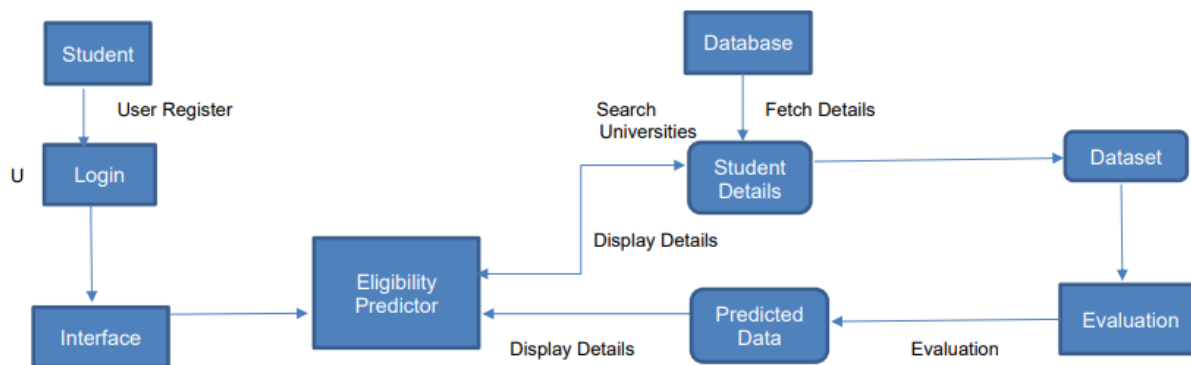 Student
Database
User Register
Search
Universities
Fetch Details
U
Login
Student
Details
Dataset
Display Details
Eligibility
Predictor
Interface
Predicted
Data
Evaluation
Display Details
Evaluation